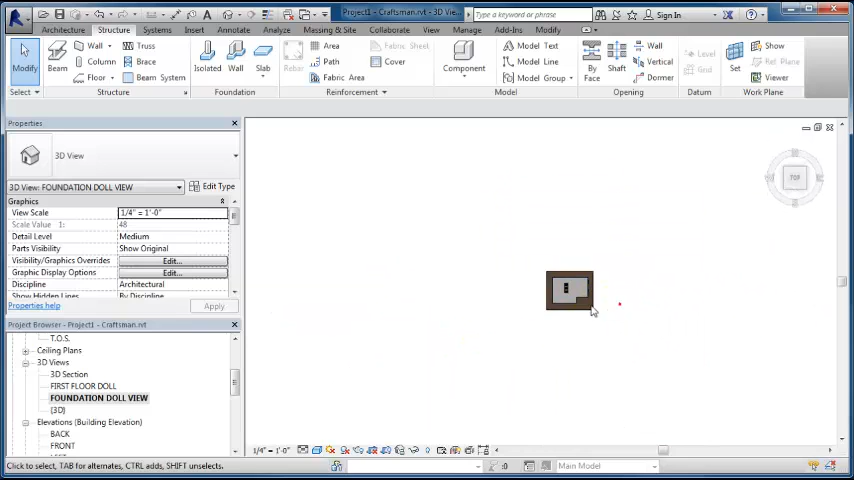 Project1 - Craftsman.rvt - 3D Vie...
Type a keyword or phrase
Sign In
Architecture Structure Systems Insert Annotate Analyze Massing & Site Collaborate View Manage Add-Ins Modify
Modify
Select
Beam
Wall
Column
Floor
Truss
Brace
Beam System
Structure
Isolated
Wall
Slab
Foundation
Rebar
Area
Path
Fabric Area
Fabric Sheet
Cover
Reinforcement
Component
Model Text
Model Line
Model Group
Model
By Face
Shaft
Wall
Vertical
Dormer
Opening
Level
Grid
Datum
Set
Show
Ref Plane
Viewer
Work Plane
Properties
3D View
3D View: FOUNDATION DOLL VIEW
Edit Type
Graphics
View Scale 1/4" = 1'-0"
Scale Value 1: 48
Detail Level Medium
Parts Visibility Show Original
Visibility/Graphics Overrides Edit...
Graphic Display Options Edit...
Discipline Architectural
Show Hidden Lines By Discipline
Properties help
Apply
Project Browser - Project1 - Craftsman.rvt
T.O.S.
Ceiling Plans
3D Views
3D Section
FIRST FLOOR DOLL
FOUNDATION DOLL VIEW
{3D}
Elevations (Building Elevation)
BACK
FRONT
TOP
1/4" = 1'-0"
Click to select, TAB for alternates, CTRL adds, SHIFT unselects.
:0
Main Model